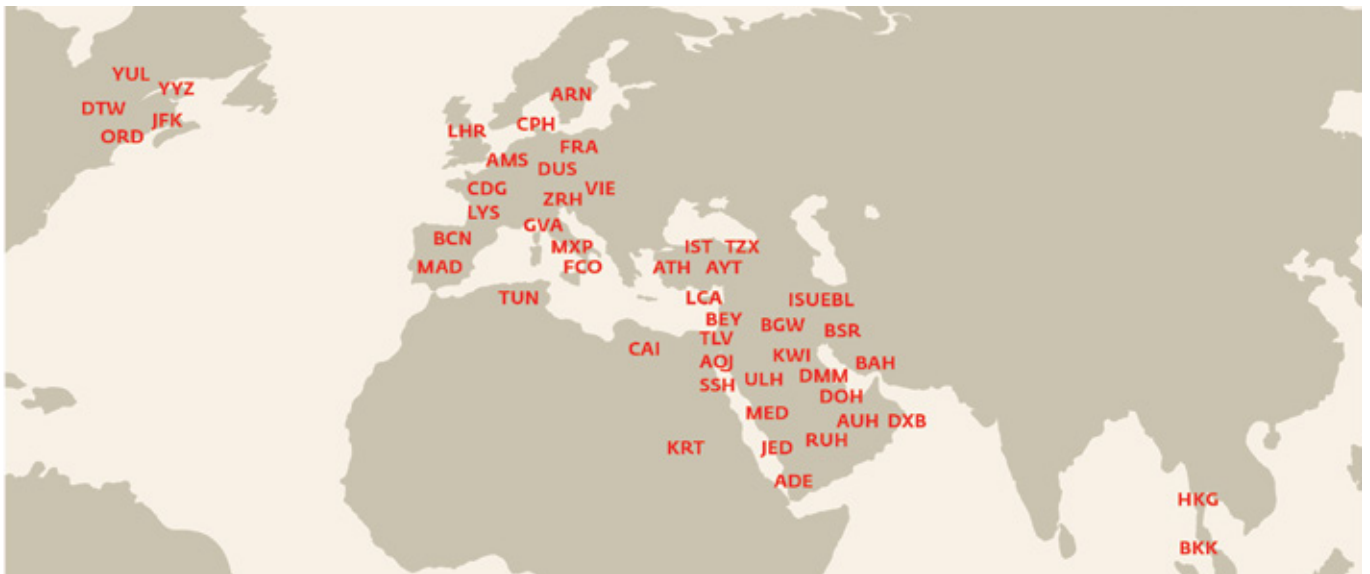 YUL
YYZ
DTW
JFK
ORD
ARN
LHR
CPH
FRA
AMS
DUS
CDG
VIE
ZRH
LYS
GVA
BCN
MXP
IST
TZX
MAD
FCO
ATH
AYT
TUN
LCA
ISUEBL
BEY
BGW
BSR
TLV
CAI
KWI
AQJ
BAH
SSH
ULH
DMM
DOH
MED
AUH
DXB
KRT
JED
RUH
ADE
HKG
BKK